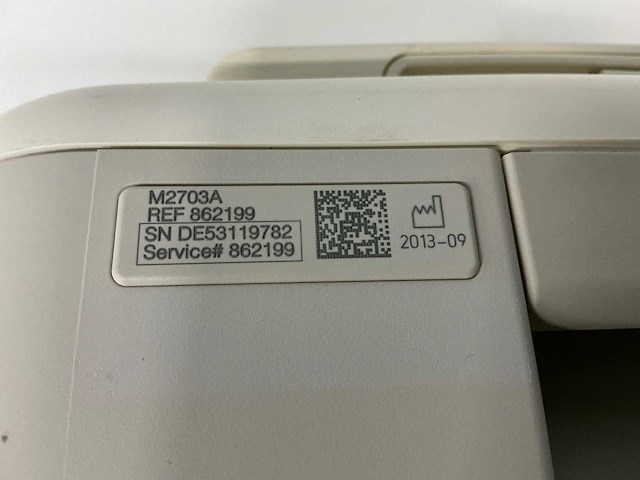 M2703A
REF 862199
SN DE53119782
Service# 862199
2013-09